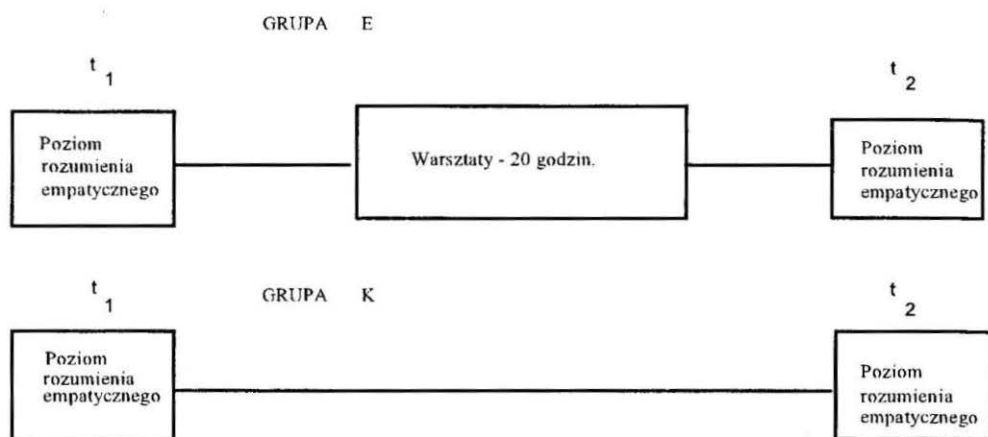 GRUPA E
t 1
t 2
Poziom
rozumienia
empatycznego
Warsztaty - 20 godzin.
Poziom
rozumienia
empatycznego
t 1
GRUPA K
t 2
Poziom
rozumienia
empatycznego
Poziom
rozumienia
empatycznego